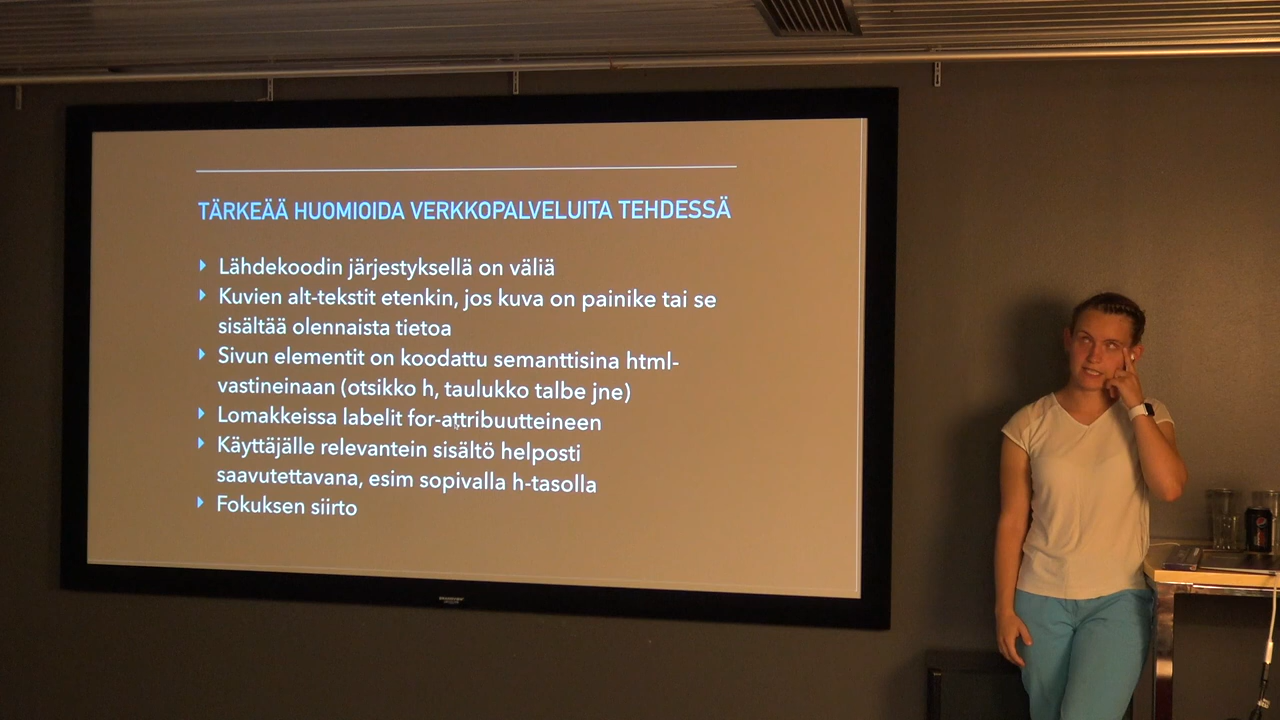 TÄRKEÄÄ HUOMIOIDA VERKKOPALVELUITA TEHDESSÄ
Lähdekoodin järjestyksellä on väliä
Kuvien alt-tekstit etenkin, jos kuva on painike tai se
sisältää olennaista tietoa
Sivun elementit on koodattu semanttisina html-
vastineinaan (otsikko h, taulukko talbe jne)
Lomakkeissa labelit for-attribuutteineen
Käyttäjälle relevantein sisältö helposti
saavutettavana, esim sopivalla h-tasolla
Fokuksen siirto